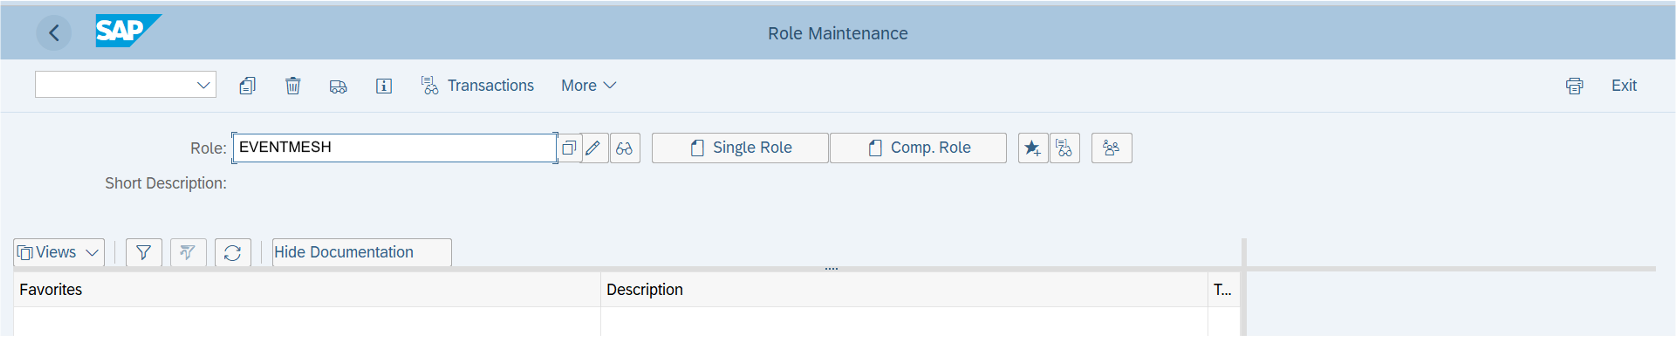 SAP Role Maintenance
Transactions More Exit
Role: EVENTMESH Single Role Comp. Role
Short Description:
Views Hide Documentation
Favorites Description T...